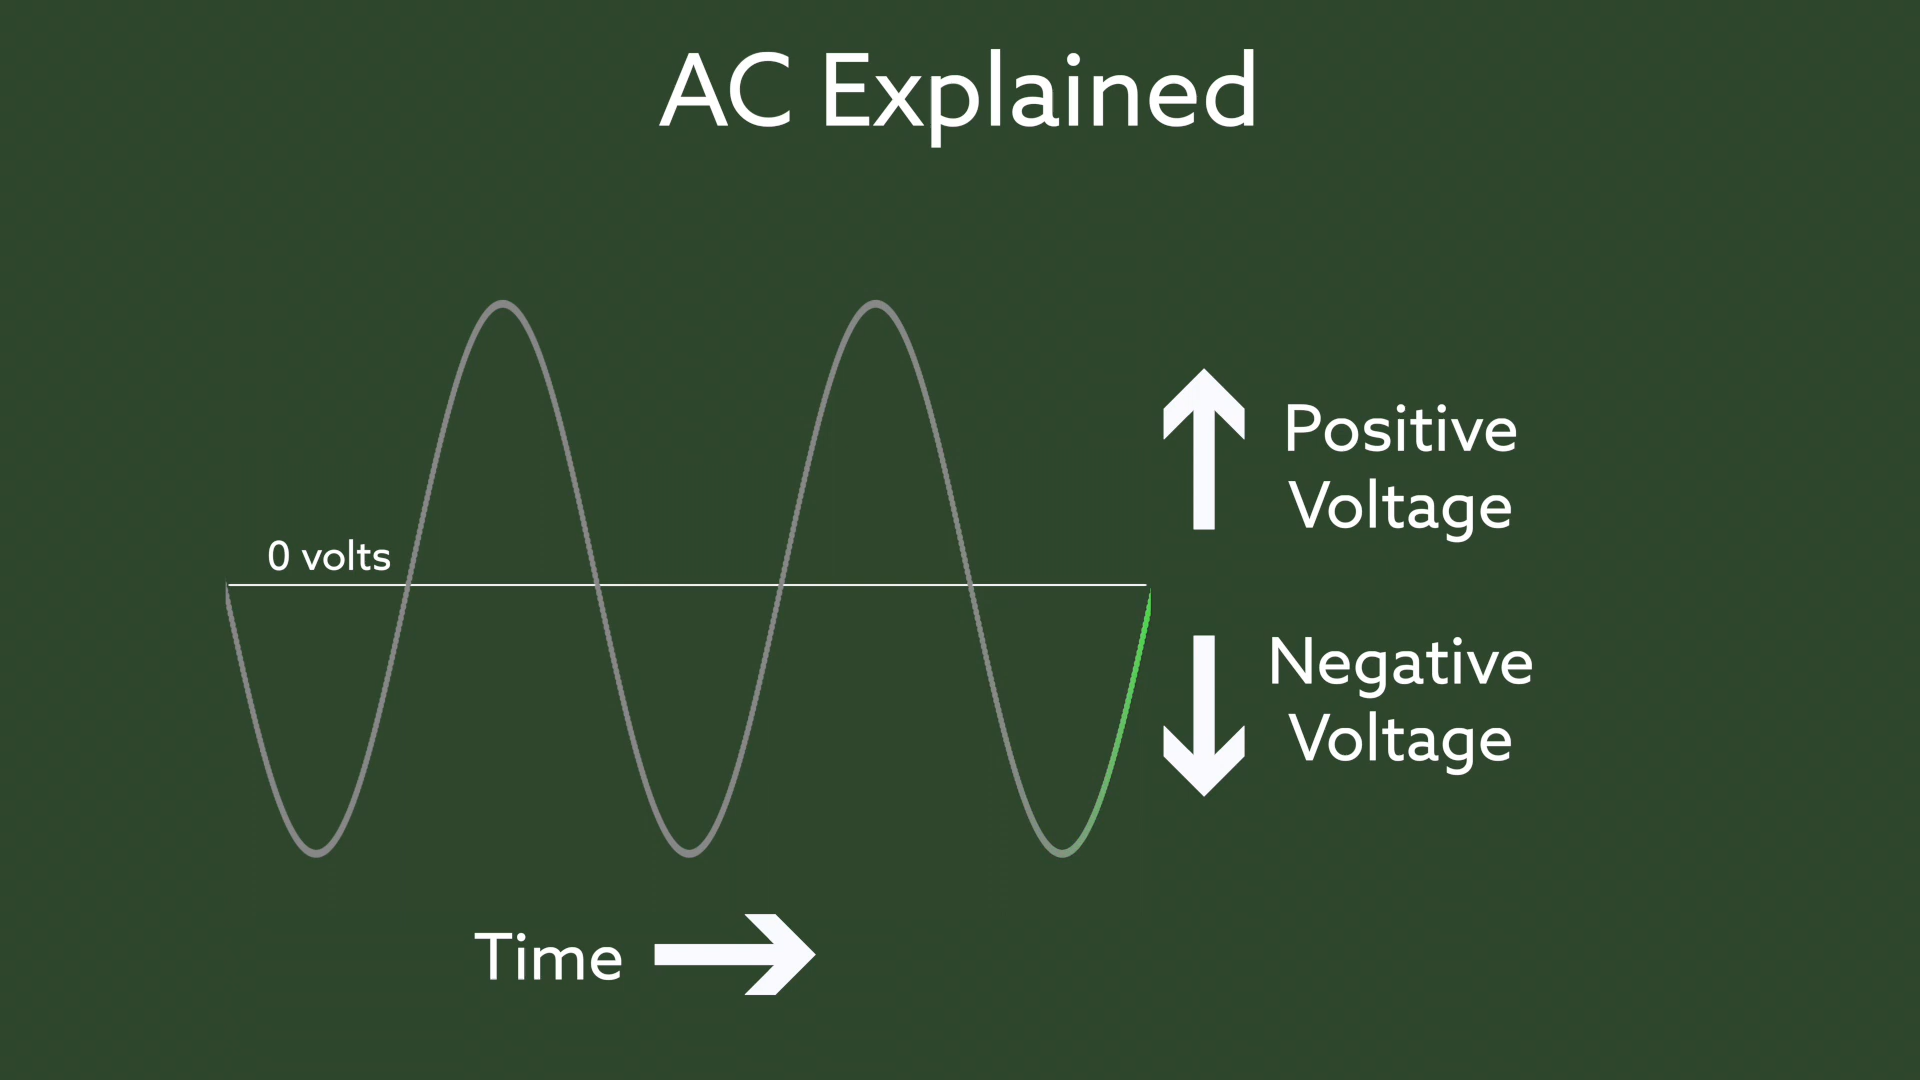 AC Explained
Positive
Voltage
0 volts
Negative
Voltage
Time